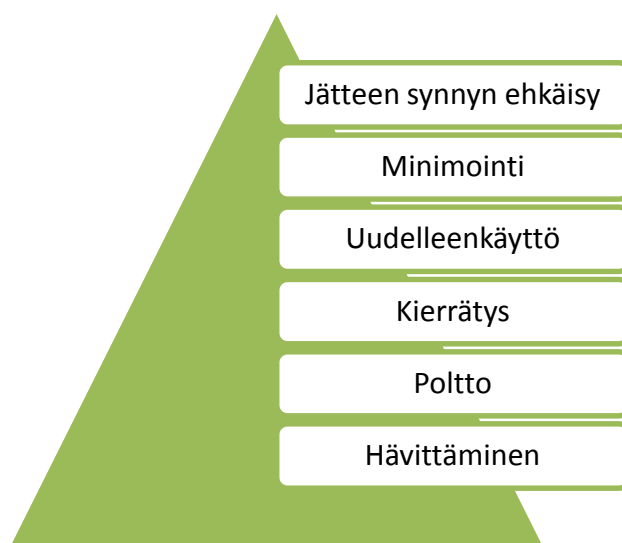 Jätteen synnyn ehkäisy
Minimointi
Uudelleenkäyttö
Kierrätys
Poltto
Hävittäminen